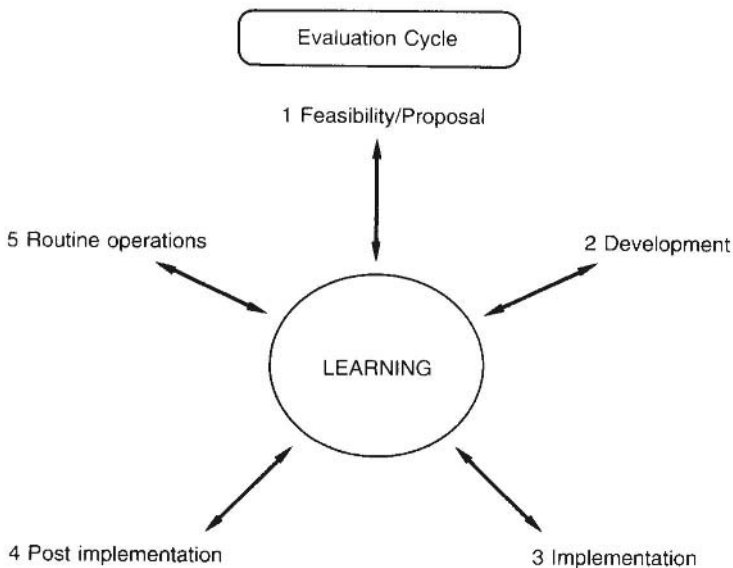 Evaluation Cycle
1 Feasibility/Proposal
5 Routine operations
2 Development
LEARNING
4 Post implementation
3 Implementation